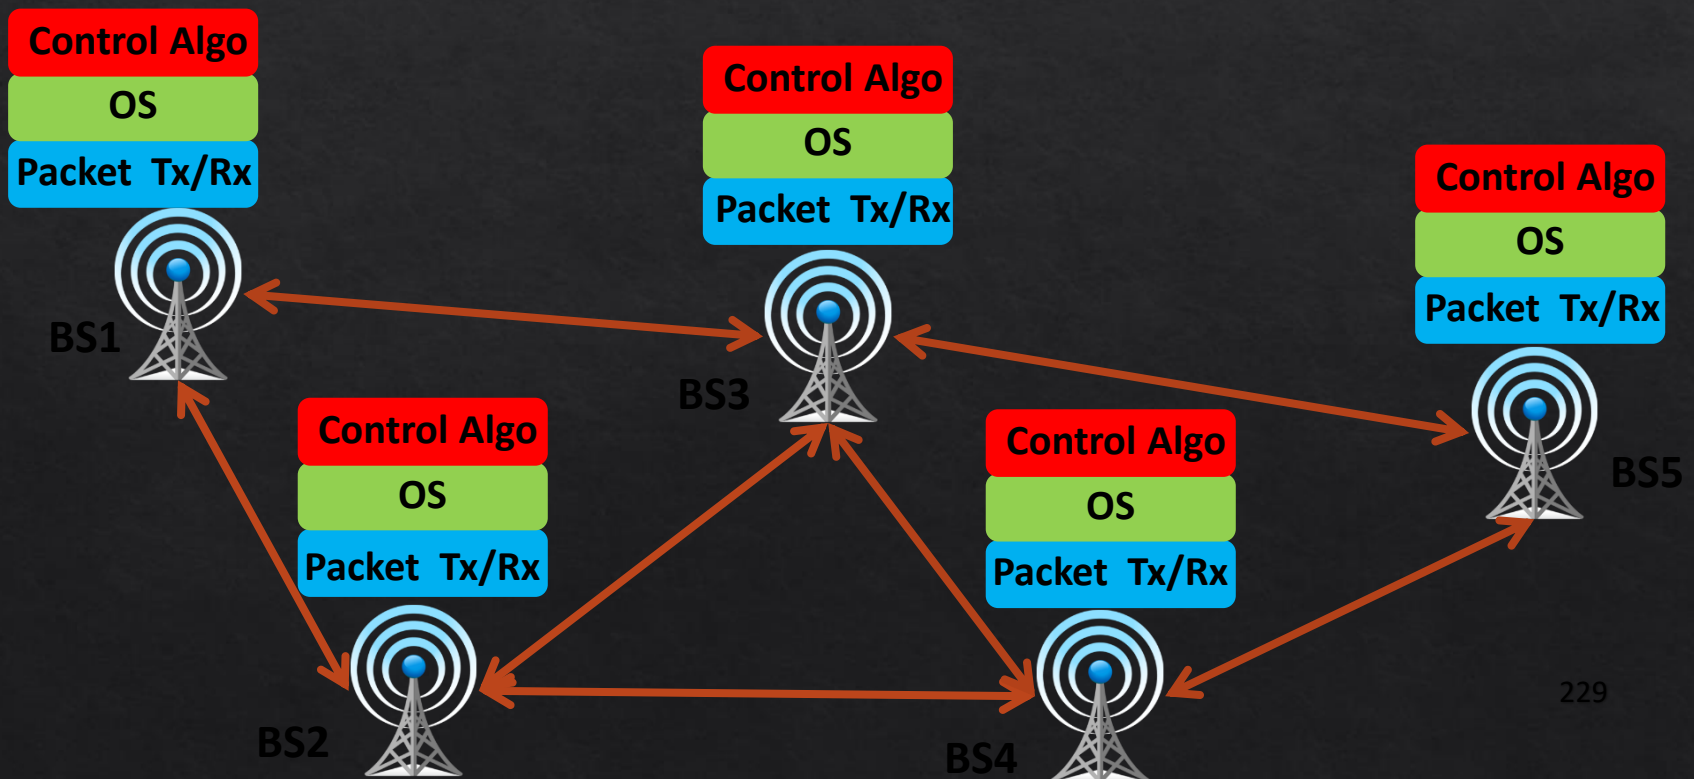 Control Algo
OS
Packet Tx/Rx
BS1
Control Algo
OS
Packet Tx/Rx
BS3
Control Algo
OS
Packet Tx/Rx
BS5
Control Algo
OS
Packet Tx/Rx
BS2
Control Algo
OS
Packet Tx/Rx
BS4
229